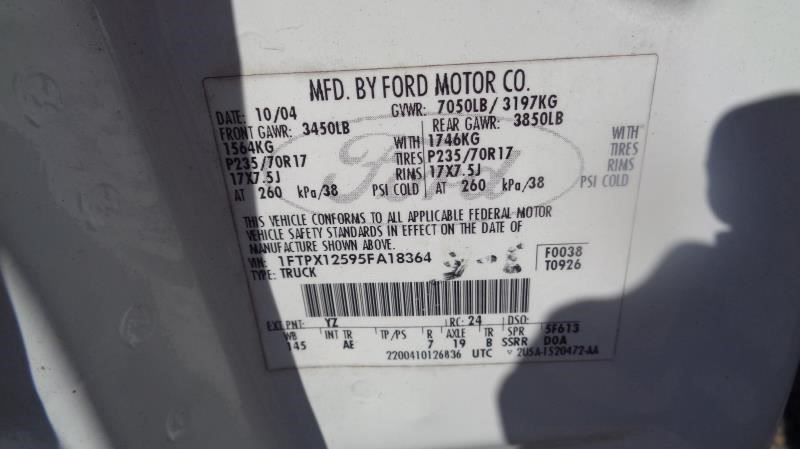 MFD. BY FORD MOTOR CO.
DATE: 10/04 GVWR: 7050LB/ 3197KG
FRONT GAWR: 3450LB REAR GAWR: 3850LB
1564KG WITH 1746KG WITH
P235/70R17 TIRES P235/70R17 TIRES
17X7.5J RIMS 17X7.5J RIMS
AT 260 kPa/38 PSI COLD AT 260 kPa/38 PSI COLD
Ford
THIS VEHICLE CONFORMS TO ALL APPLICABLE FEDERAL MOTOR
VEHICLE SAFETY STANDARDS IN EFFECT ON THE DATE OF
MANUFACTURE SHOWN ABOVE.
VIN: 1FTPX12595FA18364 F0038
TYPE: TRUCK T0926
EXT PNT: YZ RC: 24 DSO:
WB INT TR TP/PS R AXLE TR SPR 5F613
145 AE 7 19 B SSRR DOA
2200410126836 UTC 2U5A-1520472-AA